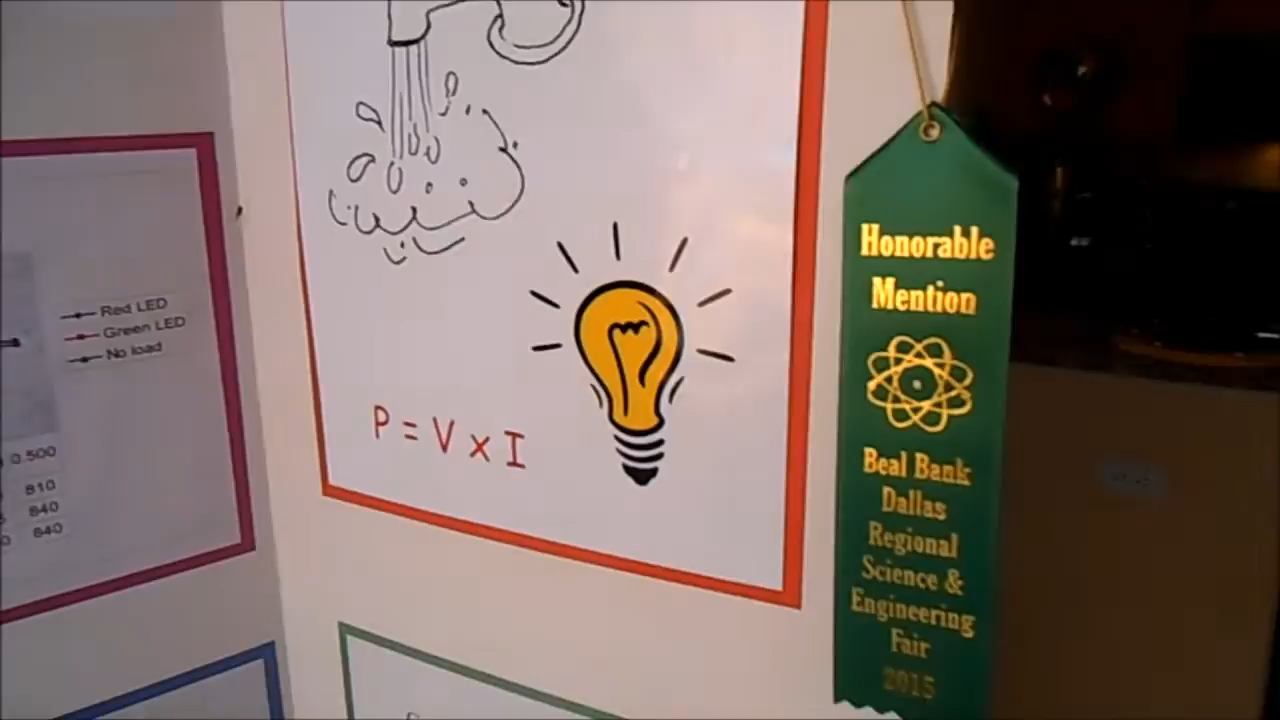 Red LED
Green LED
No load
0.500
810
840
840
P = V x I
Honorable
Mention
Beal Bank
Dallas
Regional
Science &
Engineering
Fair
2015